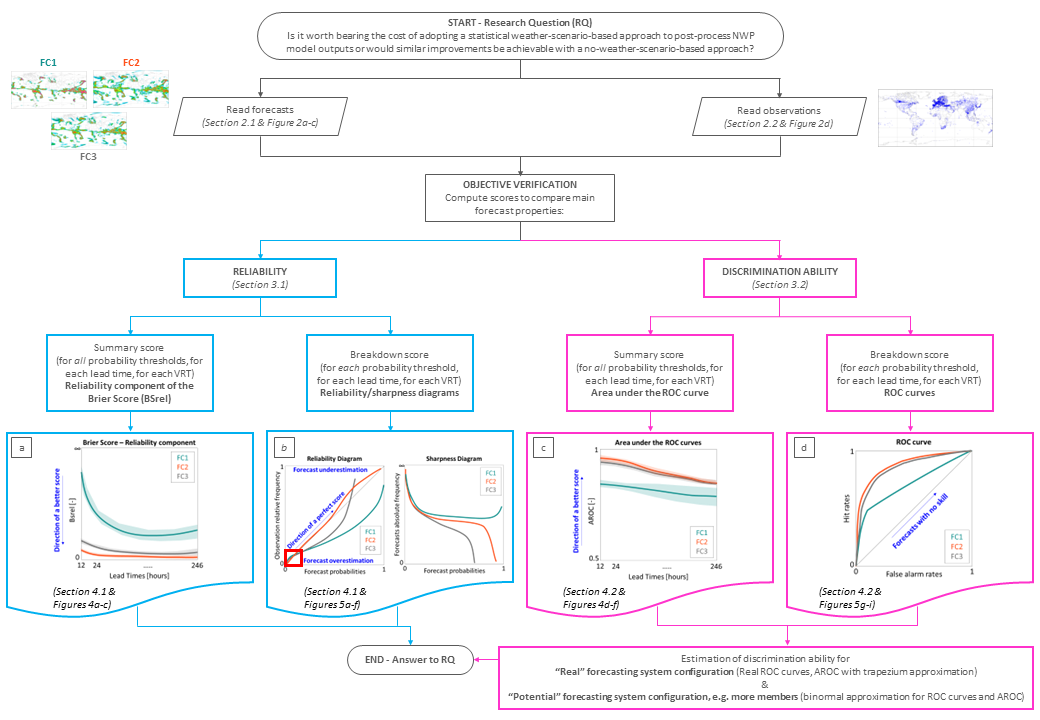 START - Research Question (RQ)
Is it worth bearing the cost of adopting a statistical weather-scenario-based approach to post-process NWP
model outputs or would similar improvements be achievable with a no-weather-scenario-based approach?
FC1
FC2
FC3
Read forecasts
(Section 2.1 & Figure 2a-c)
Read observations
(Section 2.2 & Figure 2d)
OBJECTIVE VERIFICATION
Compute scores to compare main
forecast properties:
RELIABILITY
(Section 3.1)
DISCRIMINATION ABILITY
(Section 3.2)
Summary score
(for all probability thresholds, for
each lead time, for each VRT)
Reliability component of the
Brier Score (BSrel)
Breakdown score
(for each probability threshold,
for each lead time, for each VRT)
Reliability/sharpness diagrams
Summary score
(for all probability thresholds, for
each lead time, for each VRT)
Area under the ROC curve
Breakdown score
(for each probability threshold,
for each lead time, for each VRT)
ROC curves
a
Brier Score – Reliability component
∞
Direction of a better score
Bsrel [-]
FC1
FC2
FC3
0
12 24 ...... 246
Lead Times [hours]
(Section 4.1 &
Figures 4a-c)
b
Reliability Diagram
1
Forecast underestimation
Observation relative frequency
Direction of a perfect score
FC1
FC2
FC3
Forecast overestimation
0
0 1
Forecast probabilities
Sharpness Diagram
∞
Forecasts absolute frequency
FC1
FC2
FC3
0
0 1
Forecast probabilities
(Section 4.1 &
Figures 5a-f)
c
Area under the ROC curves
1
Direction of a better score
AROC [-]
FC1
FC2
FC3
0.5
12 24 ...... 246
Lead Times [hours]
(Section 4.2 &
Figures 4d-f)
d
ROC curve
1
Hit rates
Forecasts with no skill
FC1
FC2
FC3
0
0 1
False alarm rates
(Section 4.2 &
Figures 5g-i)
END - Answer to RQ
Estimation of discrimination ability for
“Real” forecasting system configuration (Real ROC curves, AROC with trapezium approximation)
&
“Potential” forecasting system configuration, e.g. more members (binormal approximation for ROC curves and AROC)